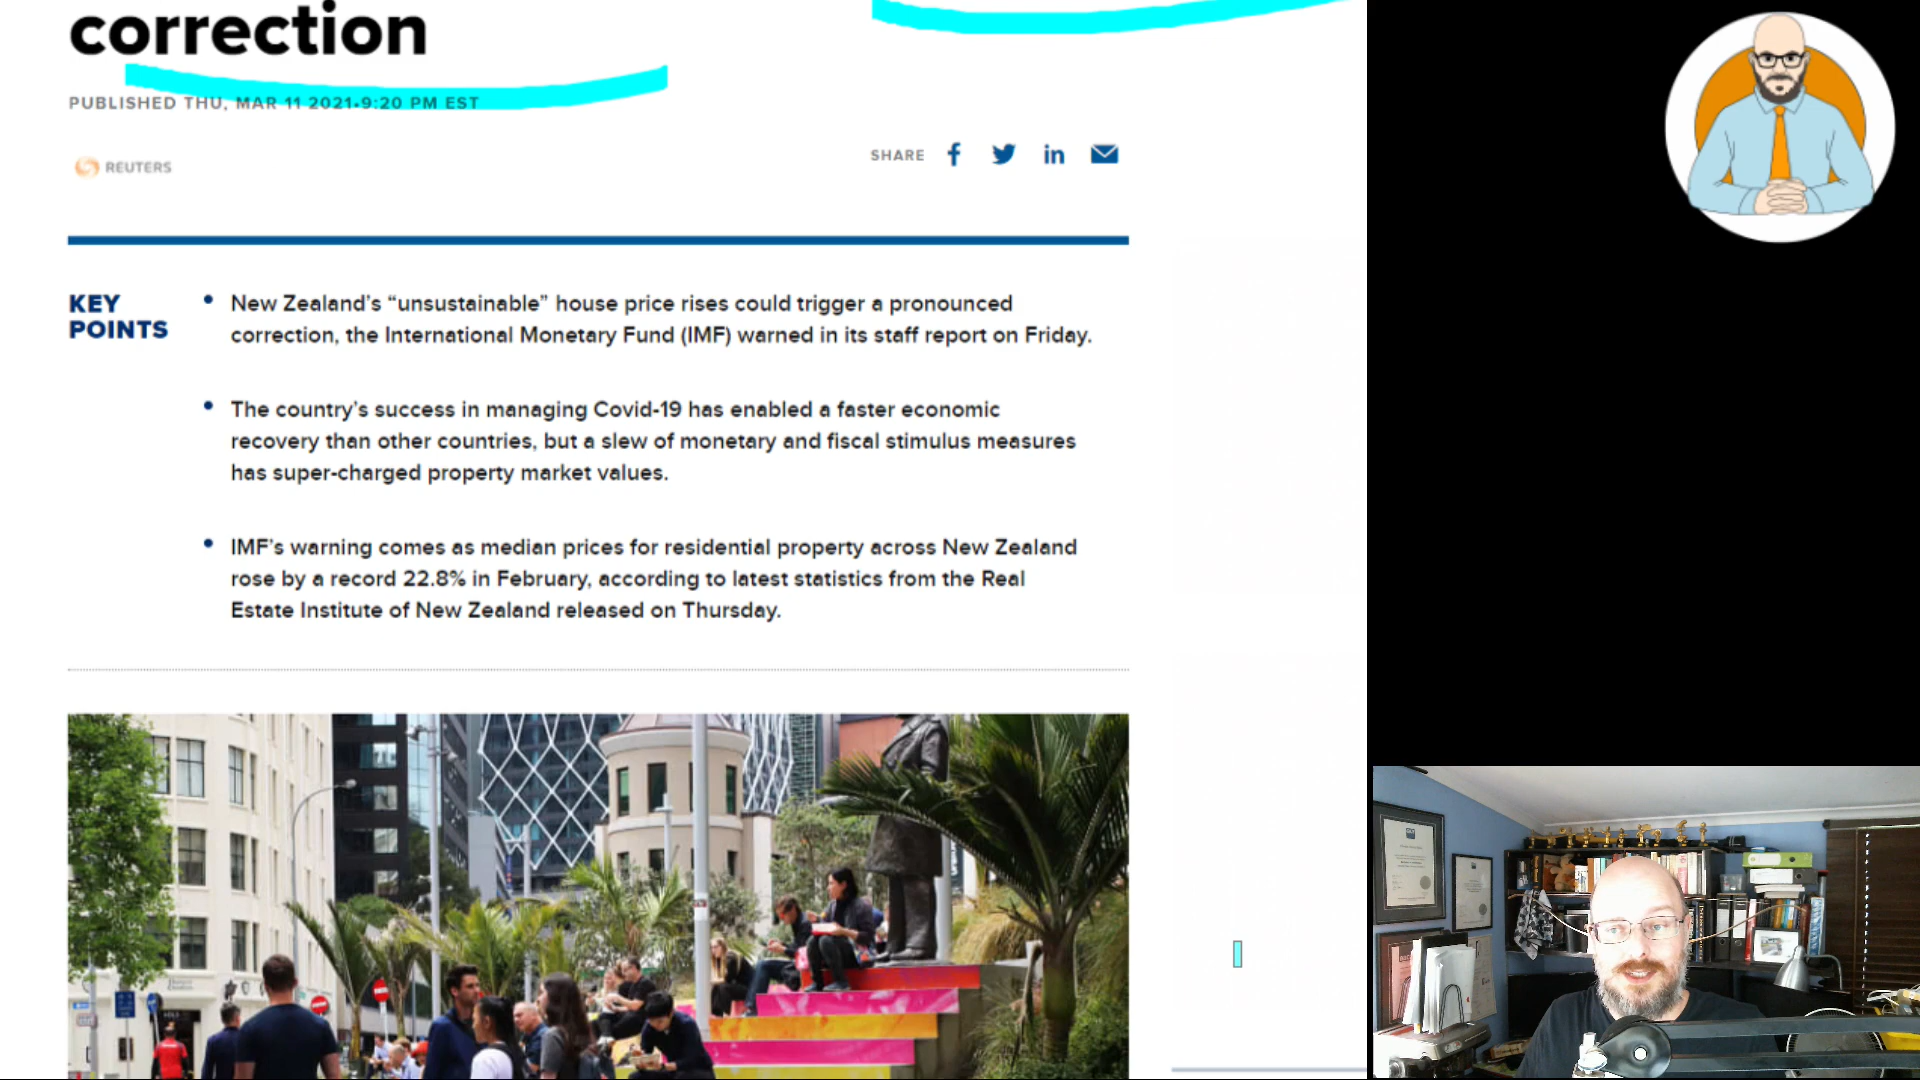 correction
PUBLISHED THU, MAR 11 2021•9:20 PM EST
REUTERS
SHARE
KEY
POINTS
• New Zealand’s “unsustainable” house price rises could trigger a pronounced
correction, the International Monetary Fund (IMF) warned in its staff report on Friday.
• The country’s success in managing Covid-19 has enabled a faster economic
recovery than other countries, but a slew of monetary and fiscal stimulus measures
has super-charged property market values.
• IMF’s warning comes as median prices for residential property across New Zealand
rose by a record 22.8% in February, according to latest statistics from the Real
Estate Institute of New Zealand released on Thursday.